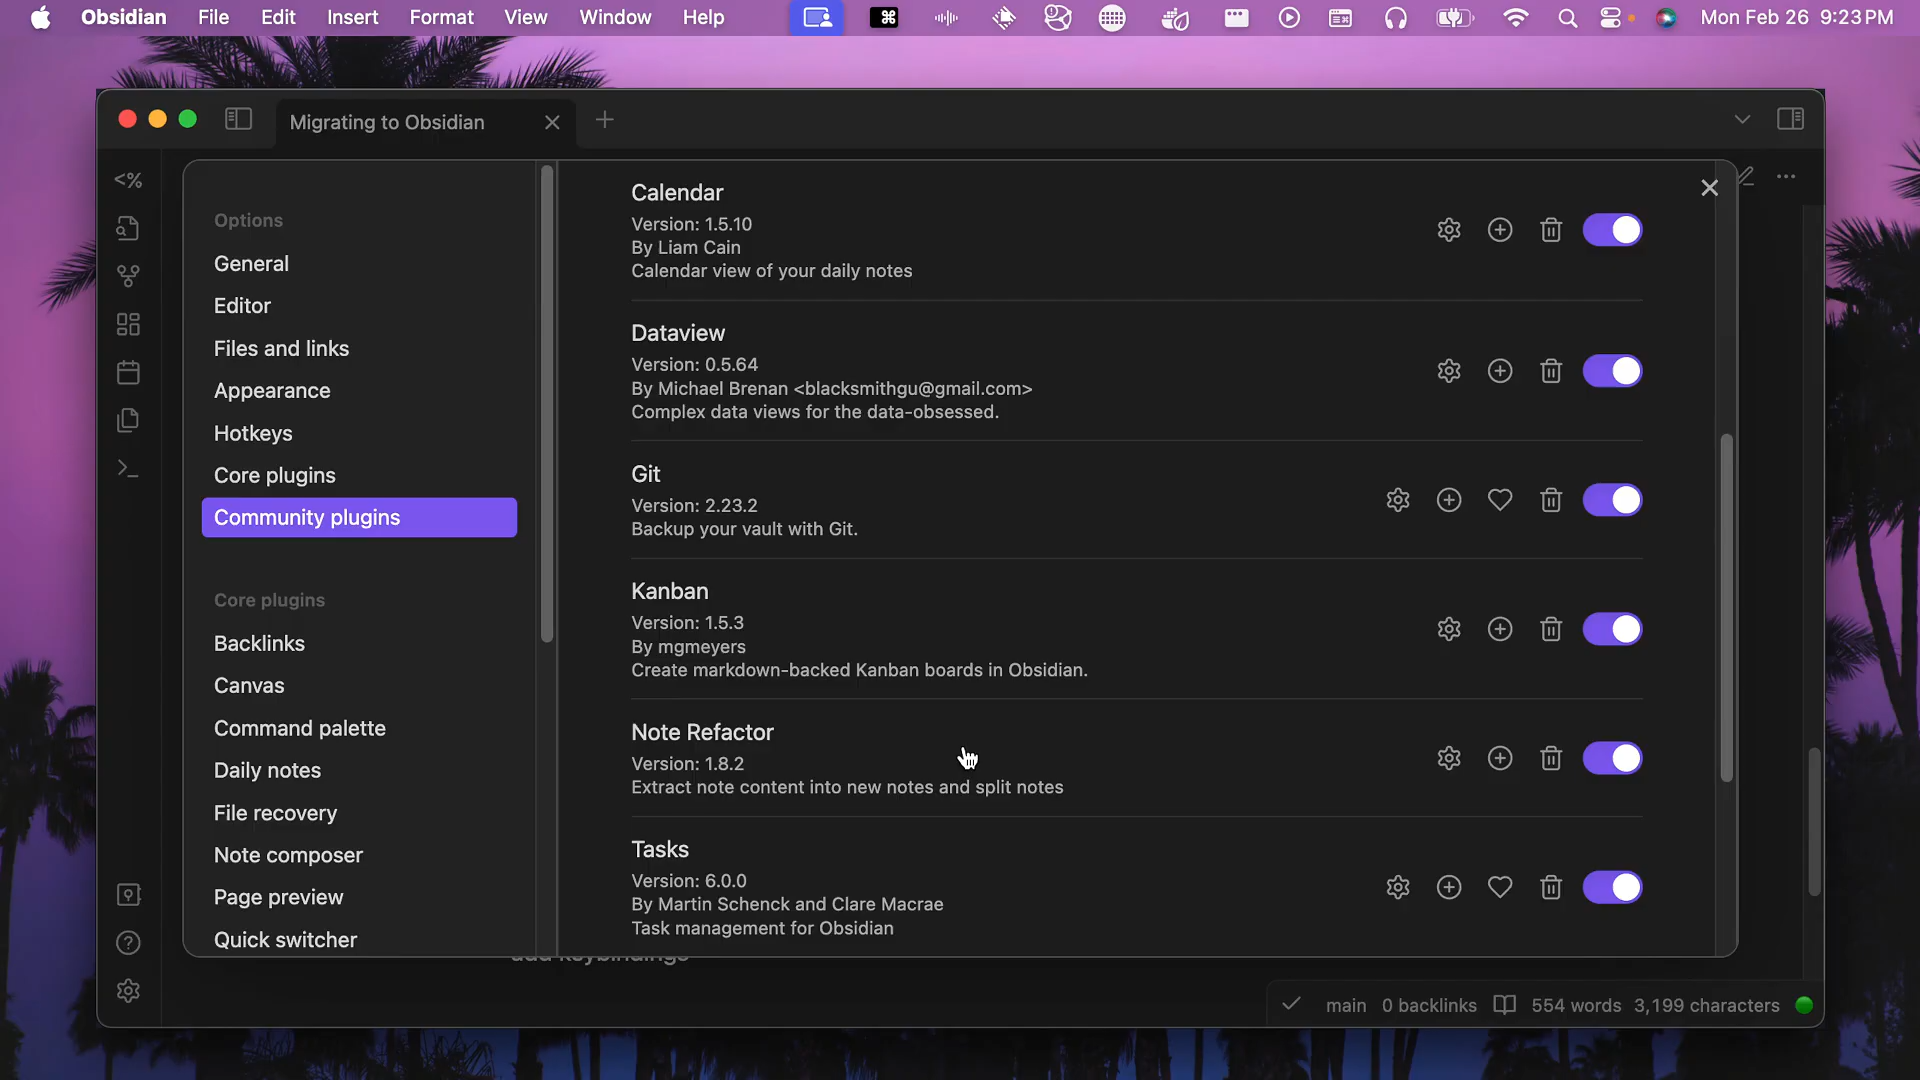 Obsidian File Edit Insert Format View Window Help Mon Feb 26 9:23 PM
Migrating to Obsidian
Options
General
Editor
Files and links
Appearance
Hotkeys
Core plugins
Community plugins
Core plugins
Backlinks
Canvas
Command palette
Daily notes
File recovery
Note composer
Page preview
Quick switcher
Calendar
Version: 1.5.10
By Liam Cain
Calendar view of your daily notes
Dataview
Version: 0.5.64
By Michael Brenan <blacksmithgu@gmail.com>
Complex data views for the data-obsessed.
Git
Version: 2.23.2
Backup your vault with Git.
Kanban
Version: 1.5.3
By mgmeyers
Create markdown-backed Kanban boards in Obsidian.
Note Refactor
Version: 1.8.2
Extract note content into new notes and split notes
Tasks
Version: 6.0.0
By Martin Schenck and Clare Macrae
Task management for Obsidian
add keybindings
main 0 backlinks 554 words 3,199 characters